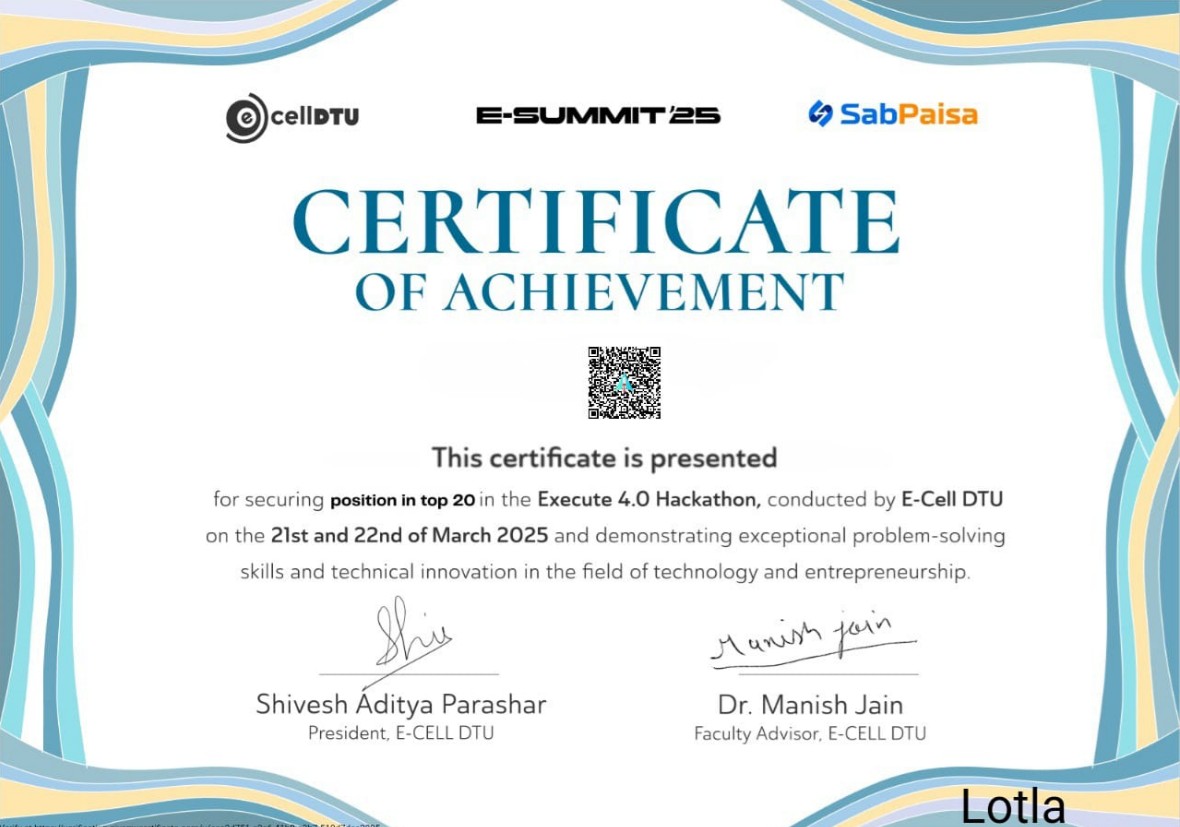 e cellDTU
E-SUMMIT'25
SabPaisa
CERTIFICATE
OF ACHIEVEMENT
This certificate is presented
for securing position in top 20 in the Execute 4.0 Hackathon, conducted by E-Cell DTU
on the 21st and 22nd of March 2025 and demonstrating exceptional problem-solving
skills and technical innovation in the field of technology and entrepreneurship.
Shiv
Manish jain
Shivesh Aditya Parashar
Dr. Manish Jain
President, E-CELL DTU
Faculty Advisor, E-CELL DTU
Lotla